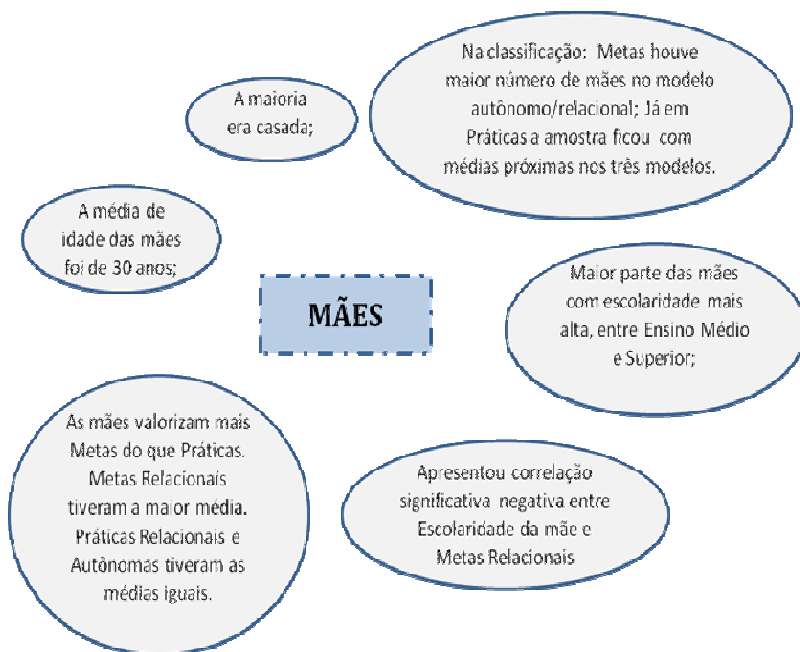 Na classificação: Metas houve
maior número de mães no modelo
autônomo/relacional; Já em
Práticas a amostra ficou com
médias próximas nos três modelos.
A maioria
era casada;
A média de
idade das mães
foi de 30 anos;
MÃES
Maior parte das mães
com escolaridade mais
alta, entre Ensino Médio
e Superior;
As mães valorizam mais
Metas do que Práticas.
Metas Relacionais
tiveram a maior média.
Práticas Relacionais e
Autônomas tiveram as
médias iguais.
Apresentou correlação
significativa negativa entre
Escolaridade da mãe e
Metas Relacionais